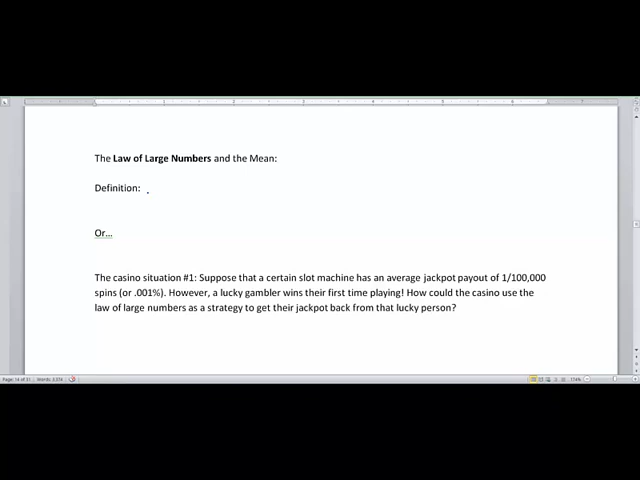 The Law of Large Numbers and the Mean:
Definition:
Or...
The casino situation #1: Suppose that a certain slot machine has an average jackpot payout of 1/100,000
spins (or .001%). However, a lucky gambler wins their first time playing! How could the casino use the
law of large numbers as a strategy to get their jackpot back from that lucky person?